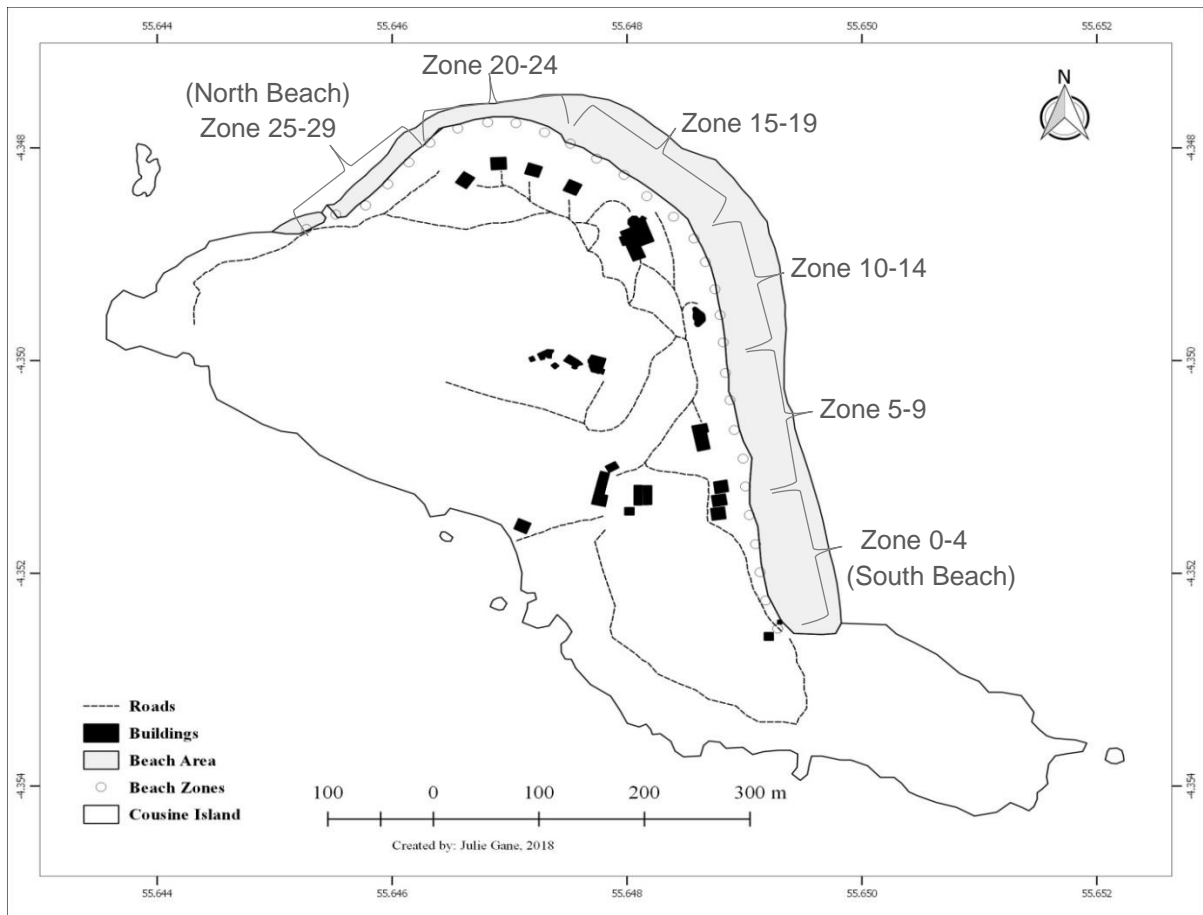 55.644
55.646
55.648
55.650
55.652
Zone 20-24
(North Beach)
Zone 25-29
Zone 15-19
N
-4.348
-4.348
Zone 10-14
-4.350
-4.350
Zone 5-9
Zone 0-4
(South Beach)
-4.352
-4.352
Roads
Buildings
Beach Area
Beach Zones
Cousine Island
-4.354
-4.354
100 0 100 200 300 m
Created by: Julie Gane, 2018
55.644
55.646
55.648
55.650
55.652